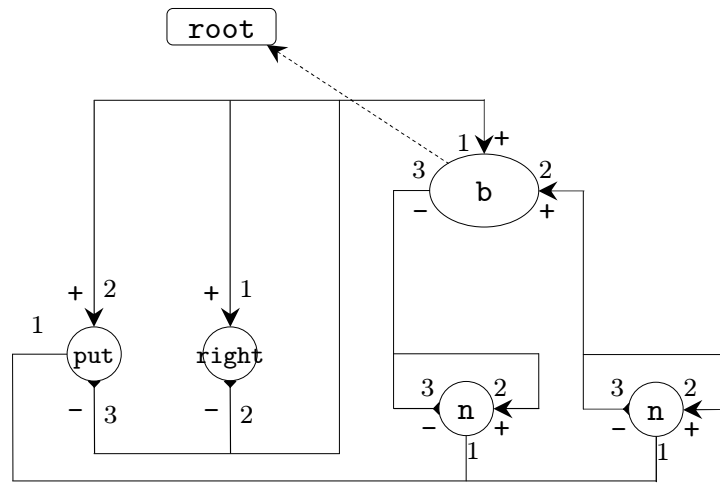 root
1 +
3 2
b
- +
+ 2 + 1
1
put right
3 2 3 2
n n
- 3 - 2 - + - +
1 1